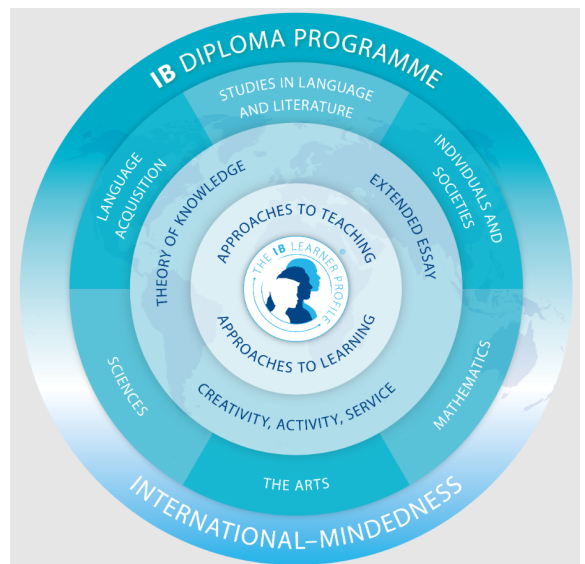 IB DIPLOMA PROGRAMME
STUDIES IN LANGUAGE
AND LITERATURE
LANGUAGE
ACQUISITION
INDIVIDUALS AND
SOCIETIES
THEORY OF KNOWLEDGE
EXTENDED ESSAY
APPROACHES TO TEACHING
THE IB LEARNER PROFILE
®
APPROACHES TO LEARNING
CREATIVITY, ACTIVITY, SERVICE
SCIENCES
MATHEMATICS
THE ARTS
INTERNATIONAL–MINDEDNESS